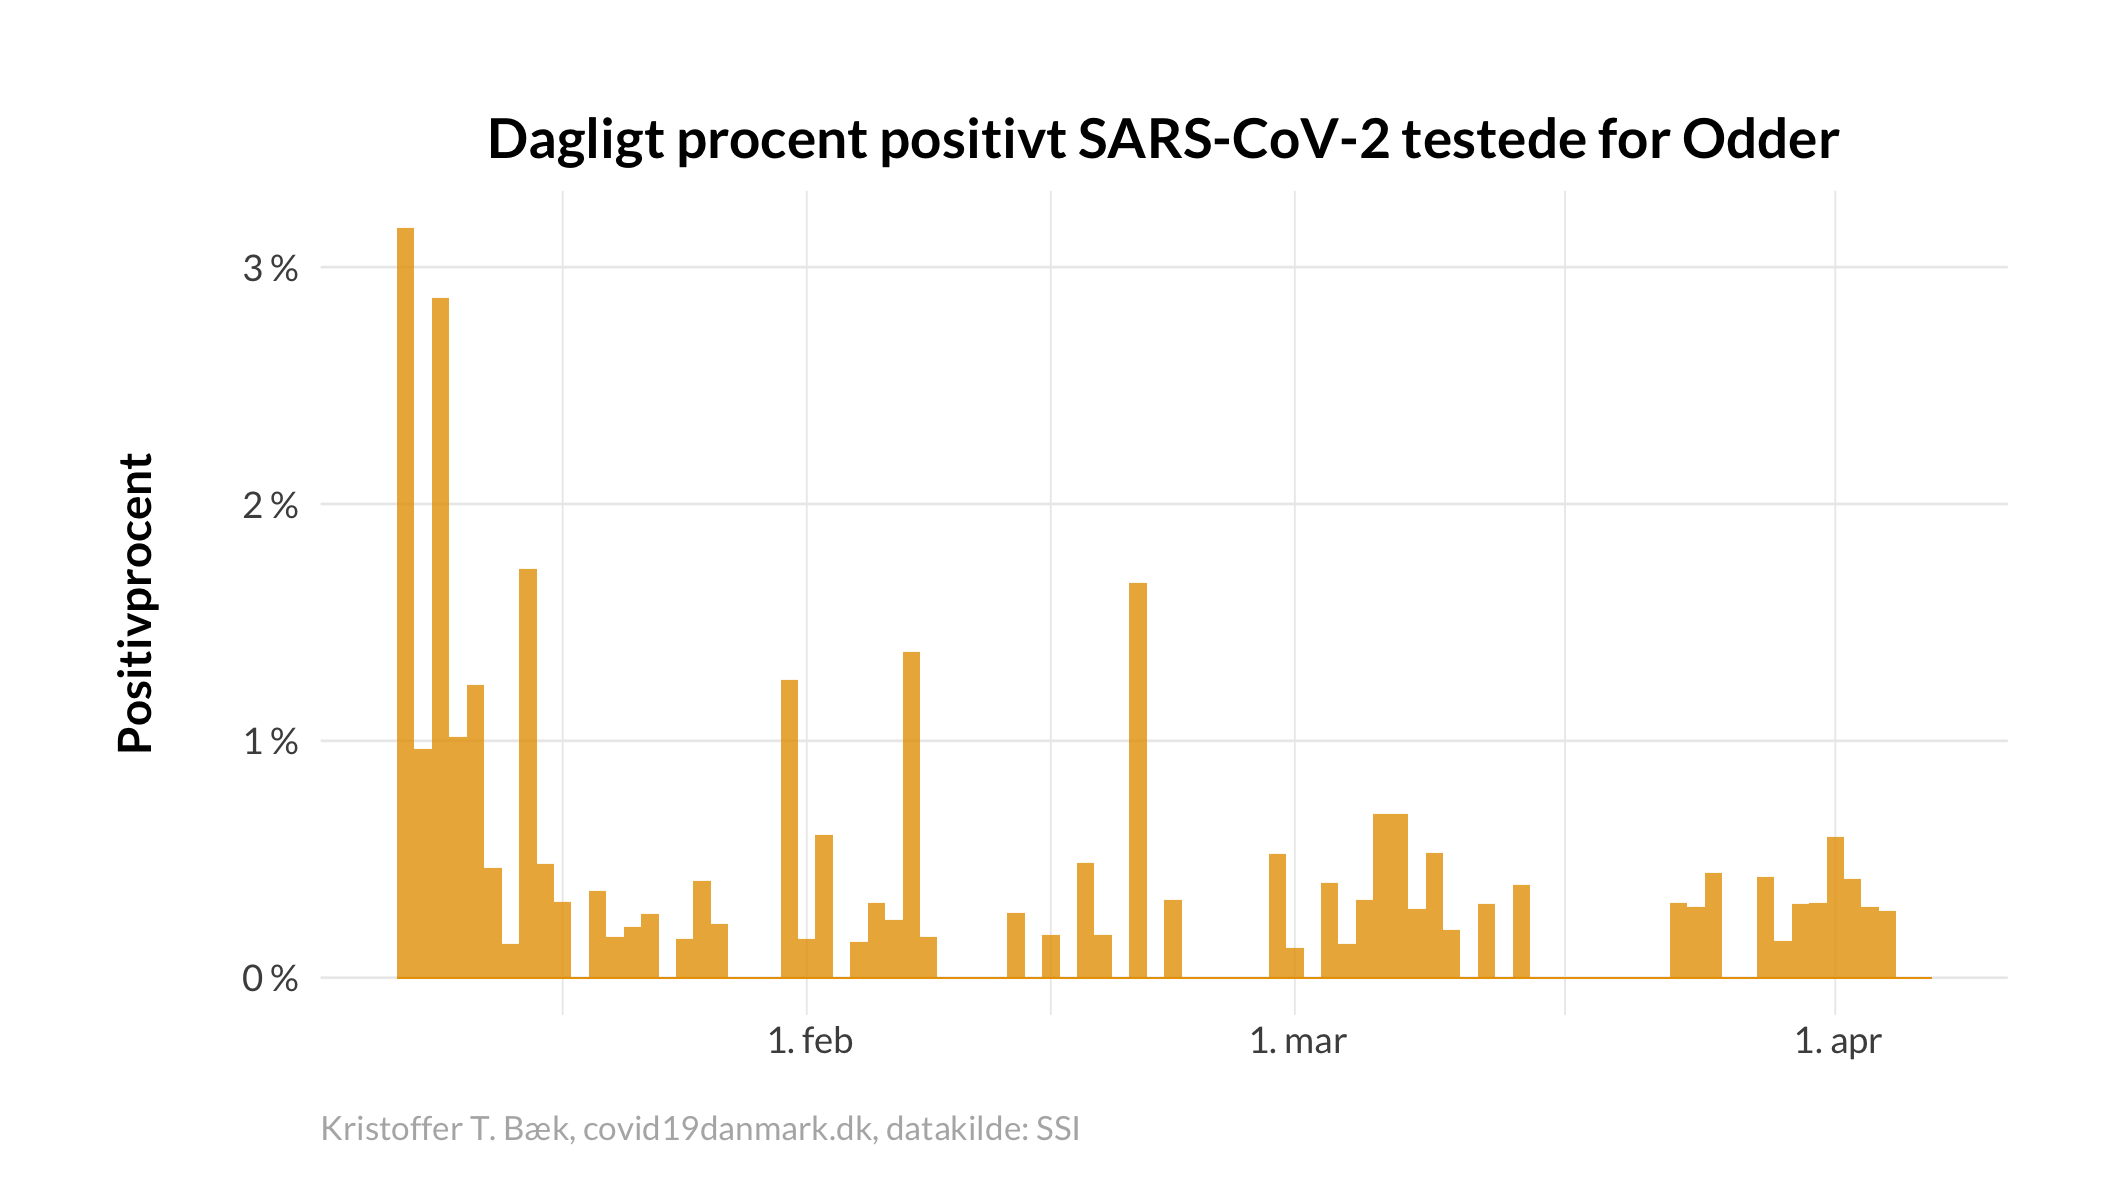 Dagligt procent positivt SARS-CoV-2 testede for Odder
Positivprocent
3 %
2 %
1 %
0 %
1. feb
1. mar
1. apr
Kristoffer T. Bæk, covid19danmark.dk, datakilde: SSI